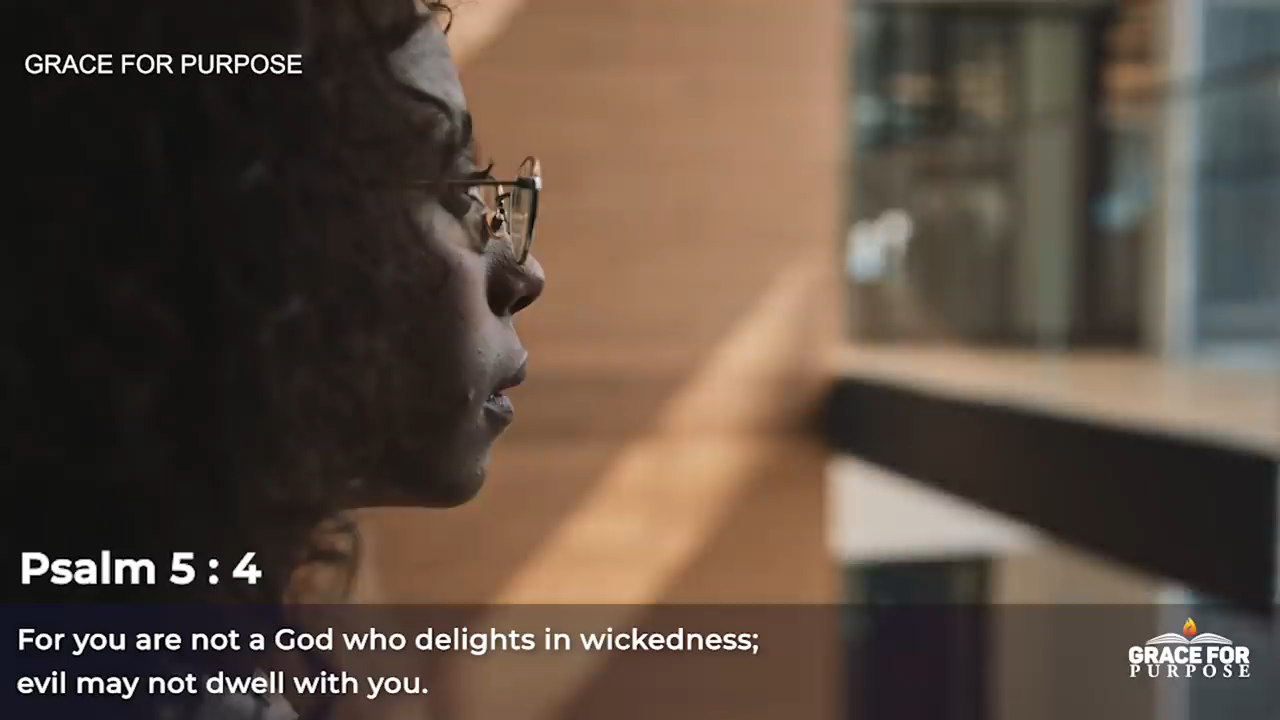 GRACE FOR PURPOSE
Psalm 5 : 4
For you are not a God who delights in wickedness;
evil may not dwell with you.
GRACE FOR
PURPOSE